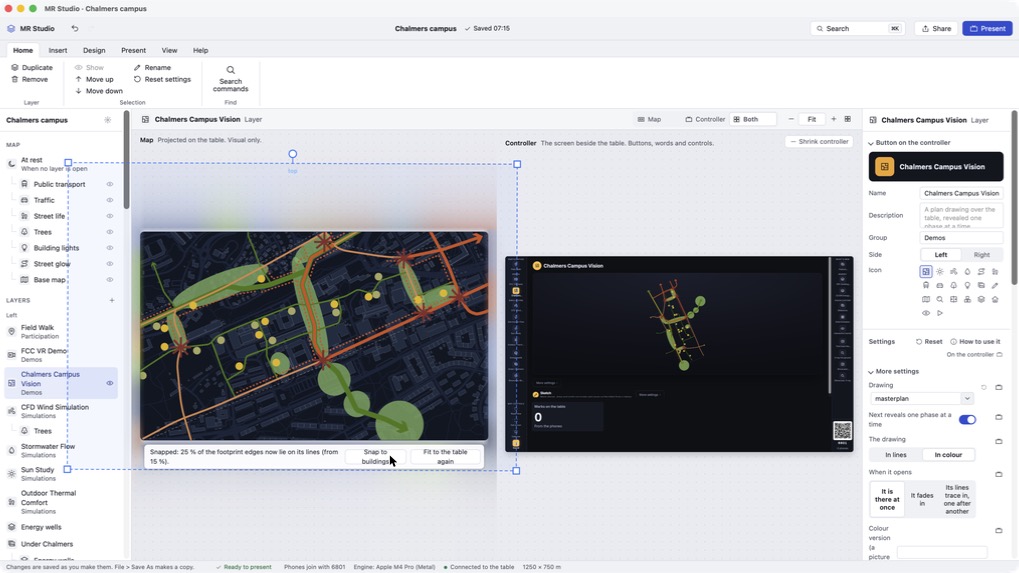 MR Studio - Chalmers campus
MR Studio
Chalmers campus
Saved 07:15
Search
⌘K
Share
Present
Home
Insert
Design
Present
View
Help
Duplicate
Remove
Layer
Show
Move up
Move down
Rename
Reset settings
Selection
Search
commands
Find
Chalmers campus
MAP
At rest
When no layer is open
Public transport
Traffic
Street life
Trees
Building lights
Street glow
Base map
LAYERS
Left
Field Walk
Participation
FCC VR Demo
Demos
Chalmers Campus
Vision
Demos
CFD Wind Simulation
Simulations
Trees
Stormwater Flow
Simulations
Sun Study
Simulations
Outdoor Thermal
Comfort
Simulations
Energy wells
Under Chalmers
Chalmers Campus Vision Layer
Map
Controller
Both
Fit
Map Projected on the table. Visual only.
top
Snapped: 25 % of the footprint edges now lie on its lines (from
15 %).
Snap to
buildings
Fit to the table
again
Controller The screen beside the table. Buttons, words and controls.
Shrink controller
Chalmers Campus Vision
0
Chalmers Campus Vision Layer
Button on the controller
Chalmers Campus Vision
Name
Chalmers Campus Vision
Description
A plan drawing over the
table, revealed one
phase at a time
Group
Demos
Side
Left
Right
Icon
Settings
Reset
How to use it
On the controller
More settings
Drawing
masterplan
Next reveals one phase at a
time
The drawing
In lines
In colour
When it opens
It is
there at
once
It fades
in
Its lines
trace in,
one after
another
Colour
version
(a
picture
Changes are saved as you make them. File > Save As makes a copy.
Ready to present
Phones join with 6801
Engine: Apple M4 Pro (Metal)
Connected to the table
1250 × 750 m